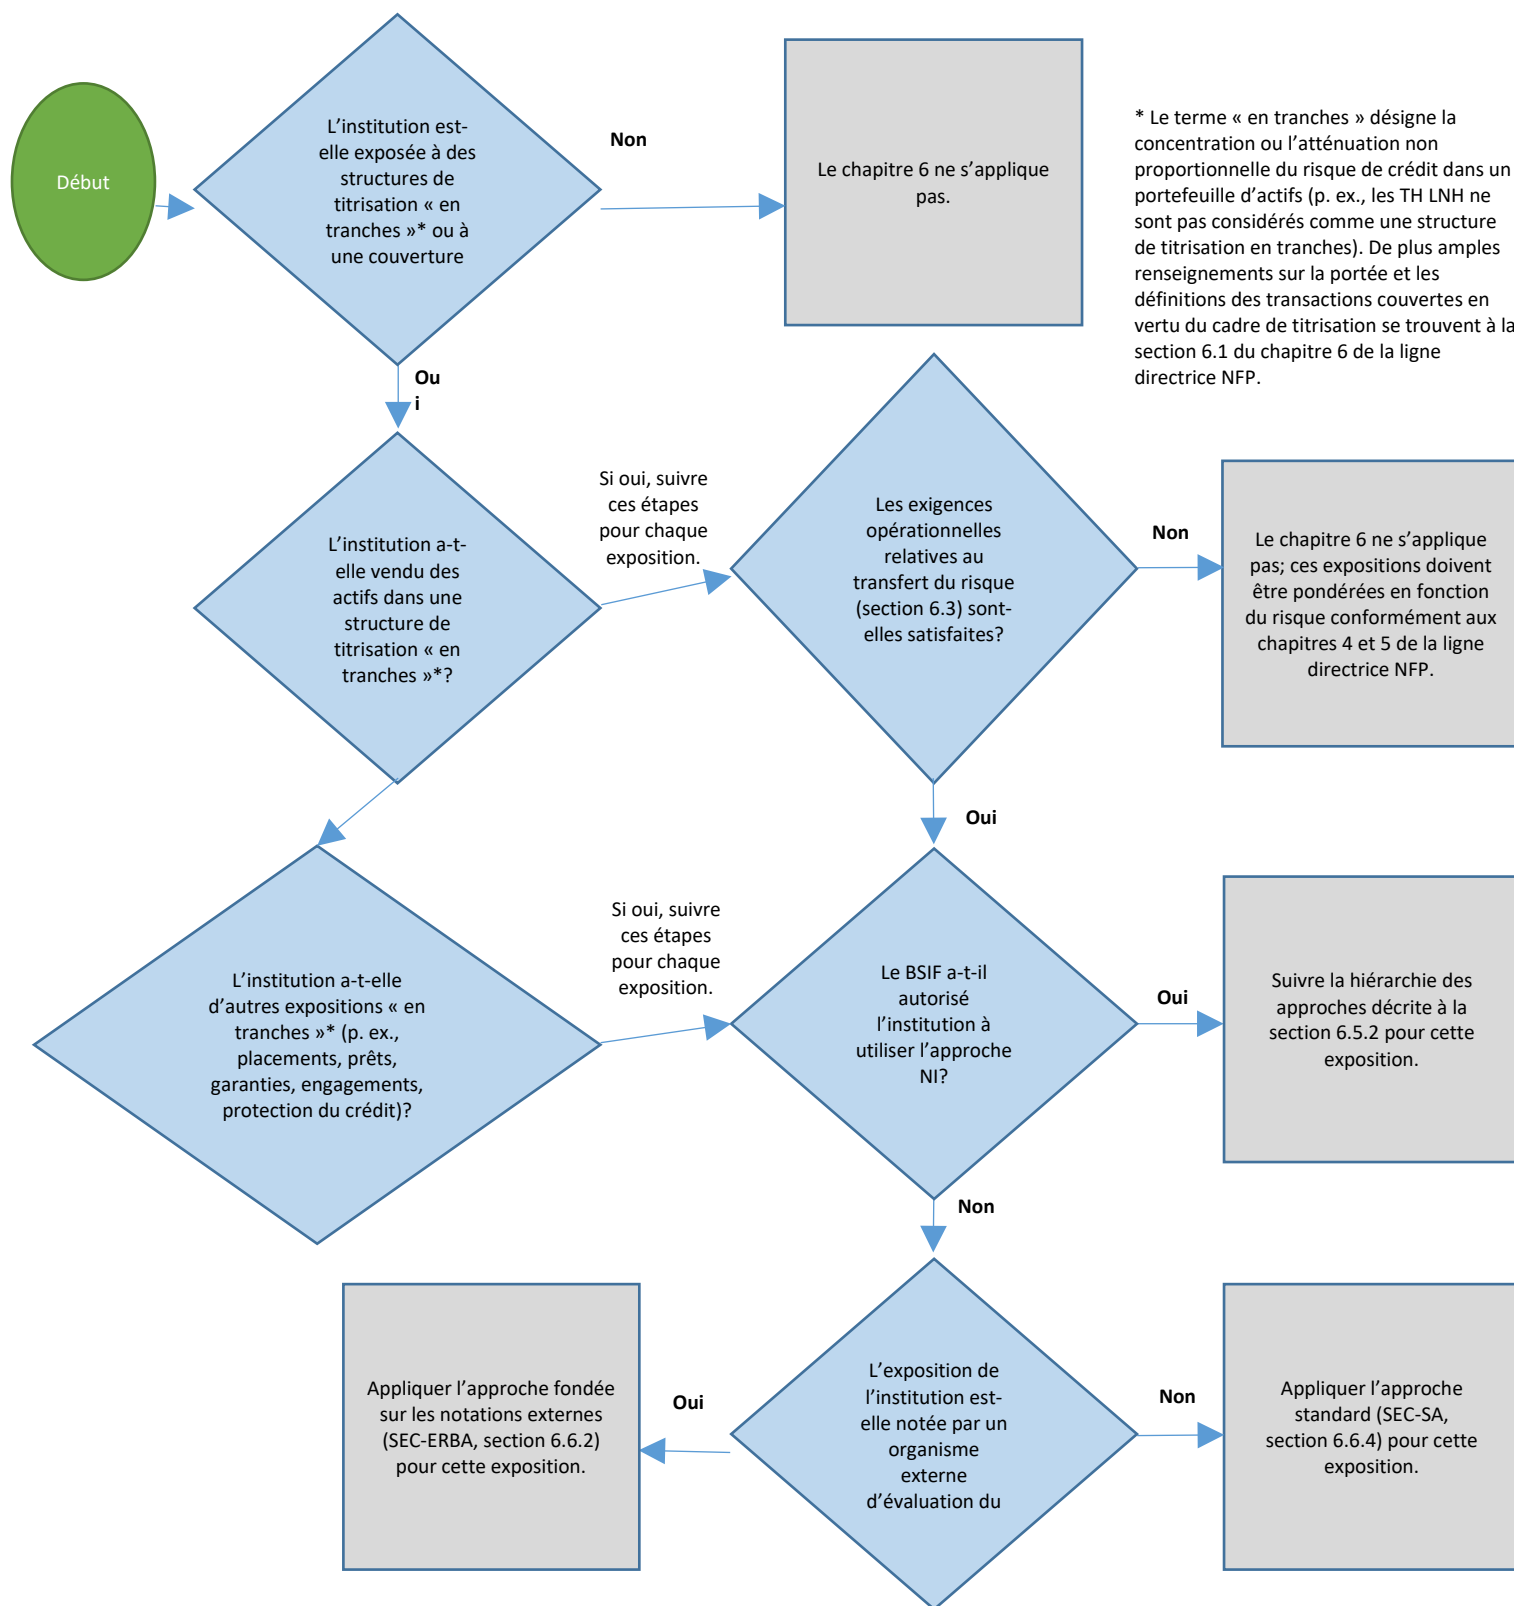 Début
L’institution est-
elle exposée à des
structures de
titrisation « en
tranches »* ou à
une couverture
Non
Le chapitre 6 ne s’applique
pas.
* Le terme « en tranches » désigne la
concentration ou l’atténuation non
proportionnelle du risque de crédit dans un
portefeuille d’actifs (p. ex., les TH LNH ne
sont pas considérés comme une structure
de titrisation en tranches). De plus amples
renseignements sur la portée et les
définitions des transactions couvertes en
vertu du cadre de titrisation se trouvent à la
section 6.1 du chapitre 6 de la ligne
directrice NFP.
Ou
i
L’institution a-t-
elle vendu des
actifs dans une
structure de
titrisation « en
tranches »*?
Si oui, suivre
ces étapes
pour chaque
exposition.
Les exigences
opérationnelles
relatives au
transfert du risque
(section 6.3) sont-
elles satisfaites?
Non
Le chapitre 6 ne s’applique
pas; ces expositions doivent
être pondérées en fonction
du risque conformément aux
chapitres 4 et 5 de la ligne
directrice NFP.
Oui
L’institution a-t-elle
d’autres expositions « en
tranches »* (p. ex.,
placements, prêts,
garanties, engagements,
protection du crédit)?
Si oui, suivre
ces étapes
pour chaque
exposition.
Le BSIF a-t-il
autorisé
l’institution à
utiliser l’approche
NI?
Oui
Suivre la hiérarchie des
approches décrite à la
section 6.5.2 pour cette
exposition.
Non
Appliquer l’approche fondée
sur les notations externes
(SEC-ERBA, section 6.6.2)
pour cette exposition.
Oui
L’exposition de
l’institution est-
elle notée par un
organisme
externe
d’évaluation du
Non
Appliquer l’approche
standard (SEC-SA,
section 6.6.4) pour cette
exposition.